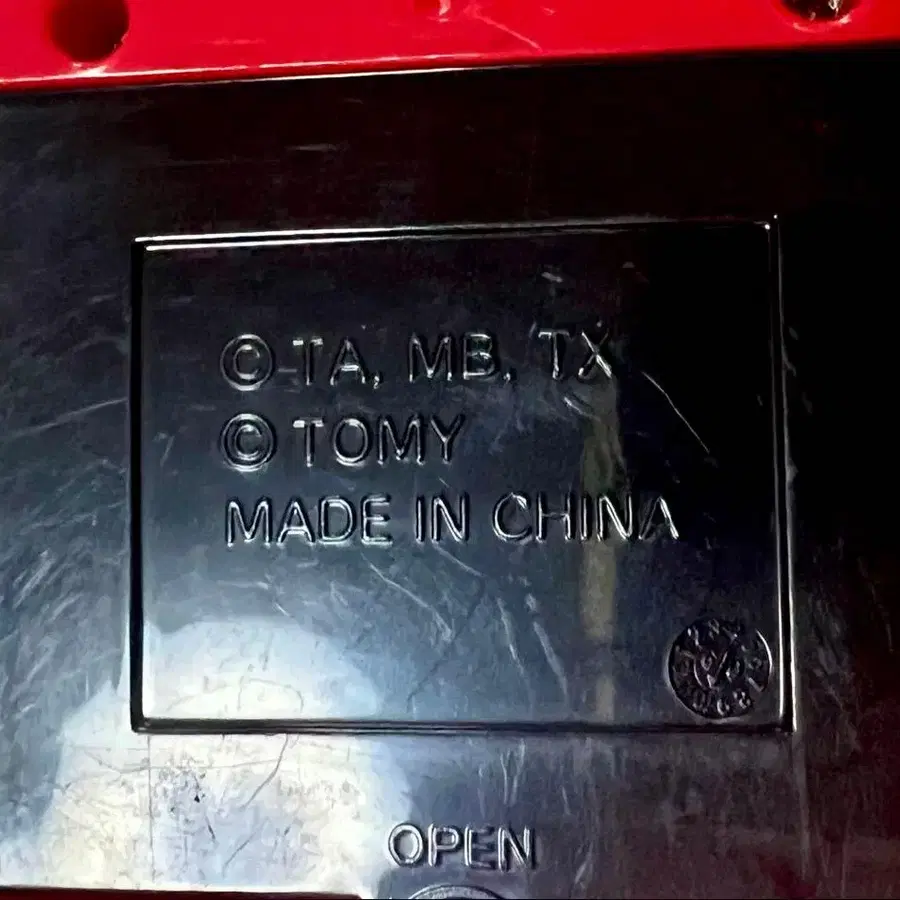 © TA, MB, TX
© TOMY
MADE IN CHINA
OPEN